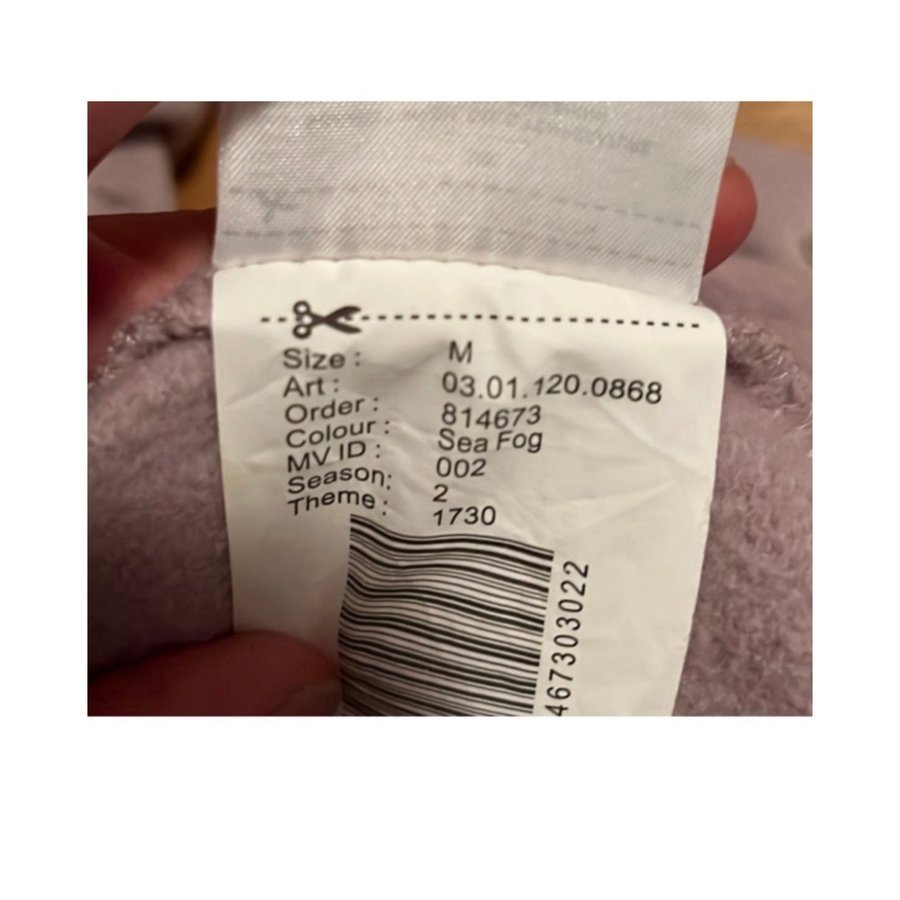 Size : M
Art : 03.01.120.0868
Order : 814673
Colour : Sea Fog
MV ID : 002
Season: 2
Theme : 1730
467303022